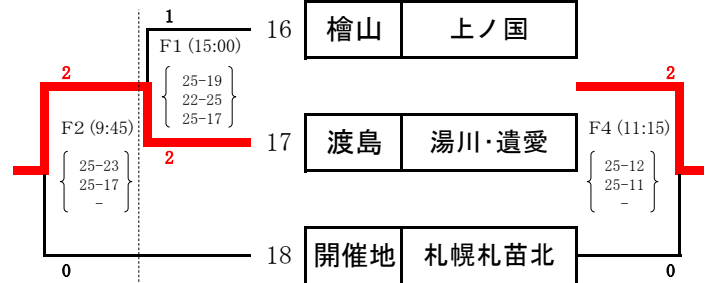 1
16 檜山 上ノ国
F1 (15:00)
25-19
22-25
25-17
2
2
F2 (9:45)
25-23
25-17
-
17 渡島 湯川・遺愛
2
F4 (11:15)
25-12
25-11
-
2
18 開催地 札幌札苗北
0
0